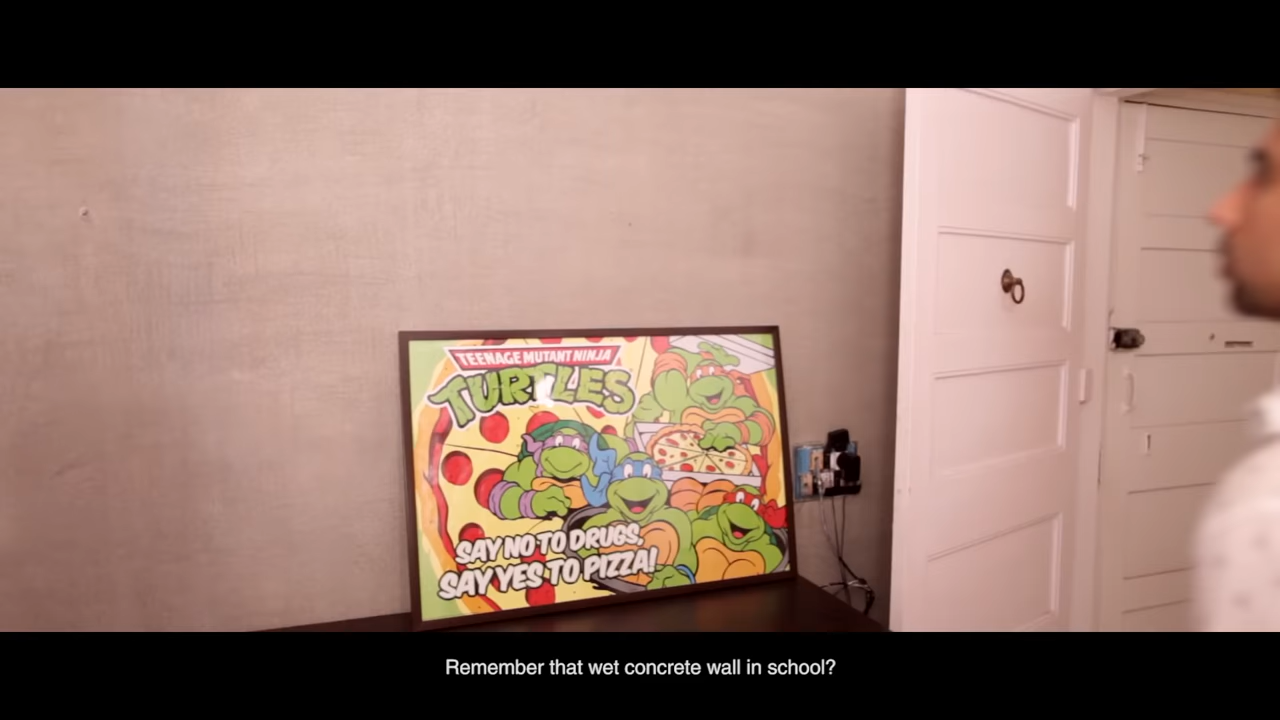 TEENAGE MUTANT NINJA
TURTLES
SAY NO TO DRUGS,
SAY YES TO PIZZA!
Remember that wet concrete wall in school?